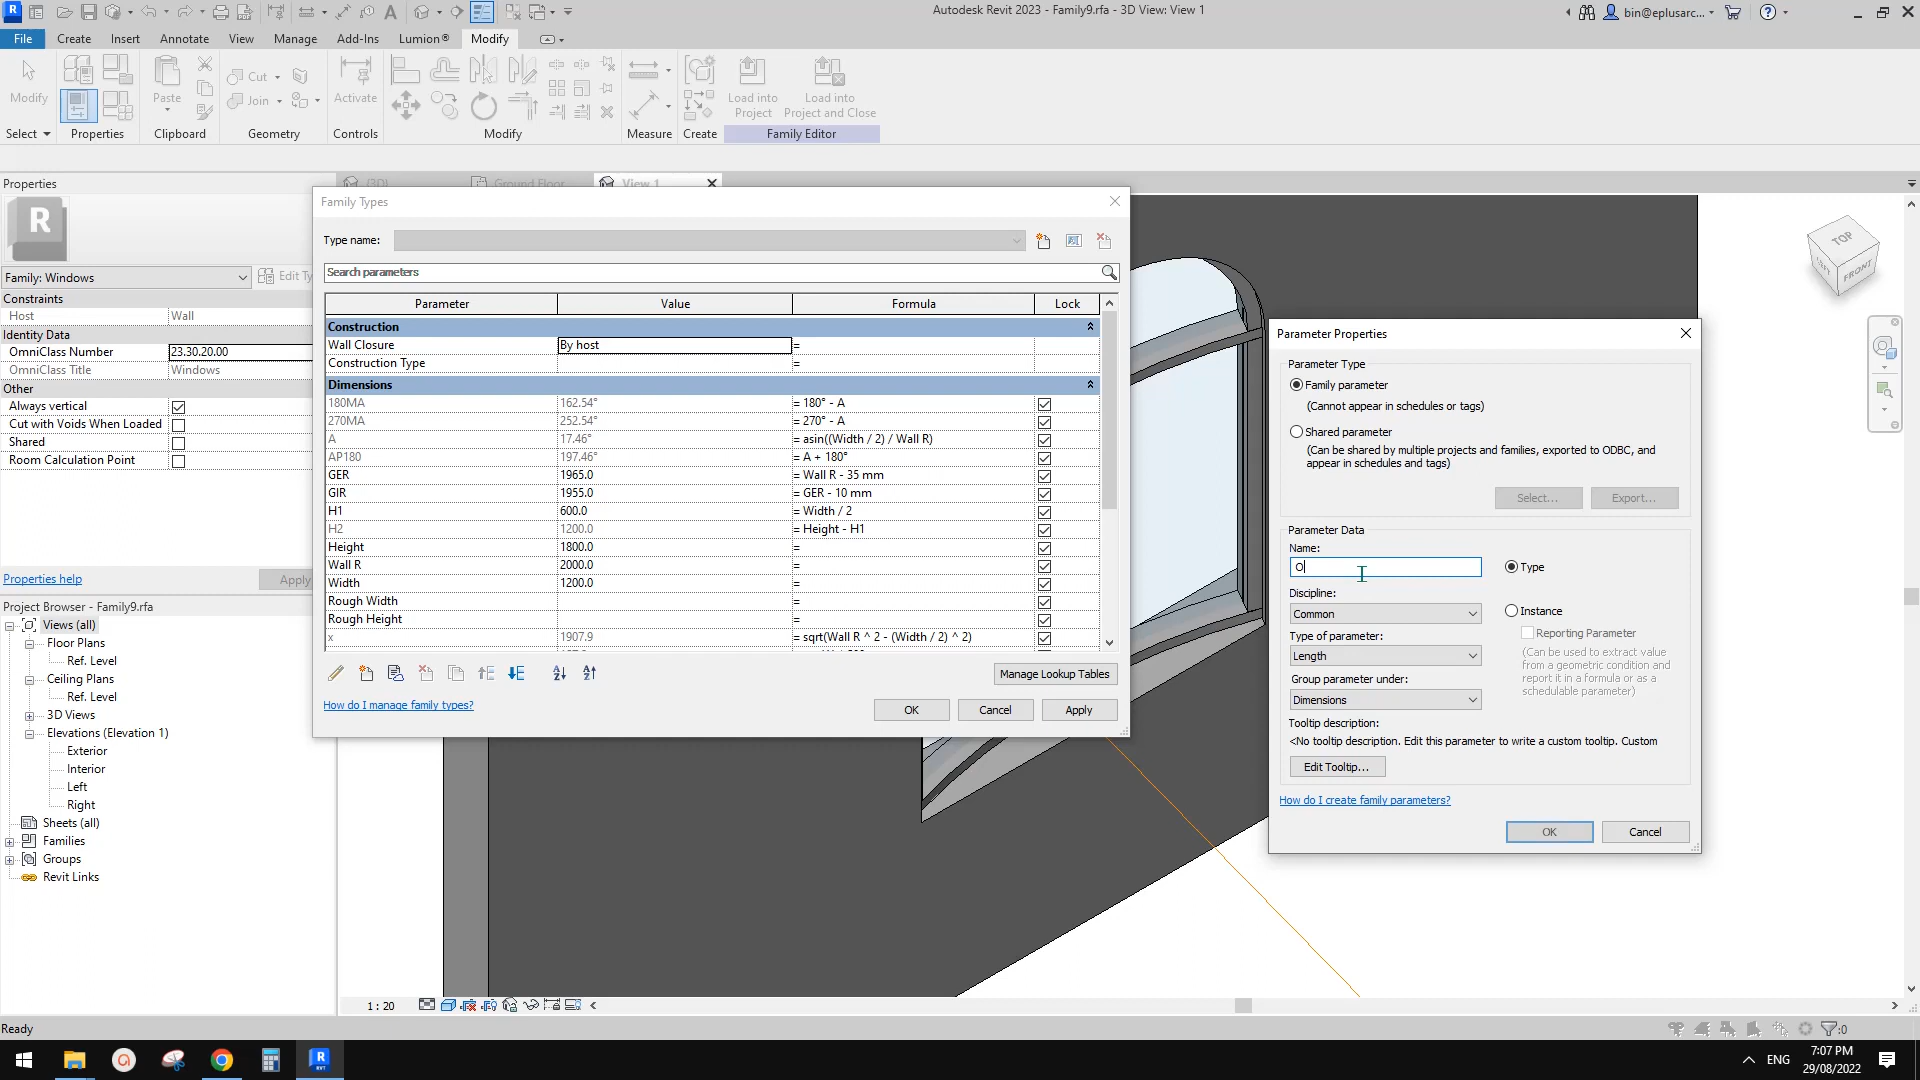 Autodesk Revit 2023 - Family9.rfa - 3D View: View 1
bin@eplusarc...
File
Create
Insert
Annotate
View
Manage
Add-Ins
Lumion®
Modify
Modify
Paste
Cut
Join
Activate
Load into
Project
Load into
Project and Close
Select
Properties
Clipboard
Geometry
Controls
Modify
Measure
Create
Family Editor
Properties
R
Family: Windows
Edit Ty
Constraints
Host
Wall
Identity Data
OmniClass Number
23.30.20.00
OmniClass Title
Windows
Other
Always vertical
Cut with Voids When Loaded
Shared
Room Calculation Point
Properties help
Apply
Project Browser - Family9.rfa
Views (all)
Floor Plans
Ref. Level
Ceiling Plans
Ref. Level
3D Views
Elevations (Elevation 1)
Exterior
Interior
Left
Right
Sheets (all)
Families
Groups
Revit Links
{3D}
Ground Floor
View 1
Family Types
Type name:
Search parameters
Parameter Value Formula Lock
Construction
Wall Closure By host =
Construction Type =
Dimensions
180MA 162.54° = 180° - A
270MA 252.54° = 270° - A
A 17.46° = asin((Width / 2) / Wall R)
AP180 197.46° = A + 180°
GER 1965.0 = Wall R - 35 mm
GIR 1955.0 = GER - 10 mm
H1 600.0 = Width / 2
H2 1200.0 = Height - H1
Height 1800.0 =
Wall R 2000.0 =
Width 1200.0 =
Rough Width =
Rough Height =
x 1907.9 = sqrt(Wall R ^ 2 - (Width / 2) ^ 2)
Manage Lookup Tables
How do I manage family types?
OK
Cancel
Apply
TOP
LEFT
FRONT
Parameter Properties
Parameter Type
Family parameter
(Cannot appear in schedules or tags)
Shared parameter
(Can be shared by multiple projects and families, exported to ODBC, and
appear in schedules and tags)
Select...
Export...
Parameter Data
Name:
O
Type
Discipline:
Common
Instance
Type of parameter:
Reporting Parameter
Length
(Can be used to extract value
from a geometric condition and
report it in a formula or as a
schedulable parameter)
Group parameter under:
Dimensions
Tooltip description:
<No tooltip description. Edit this parameter to write a custom tooltip. Custom
Edit Tooltip...
How do I create family parameters?
OK
Cancel
1 : 20
Ready
:0
R
RVT
ENG
7:07 PM
29/08/2022